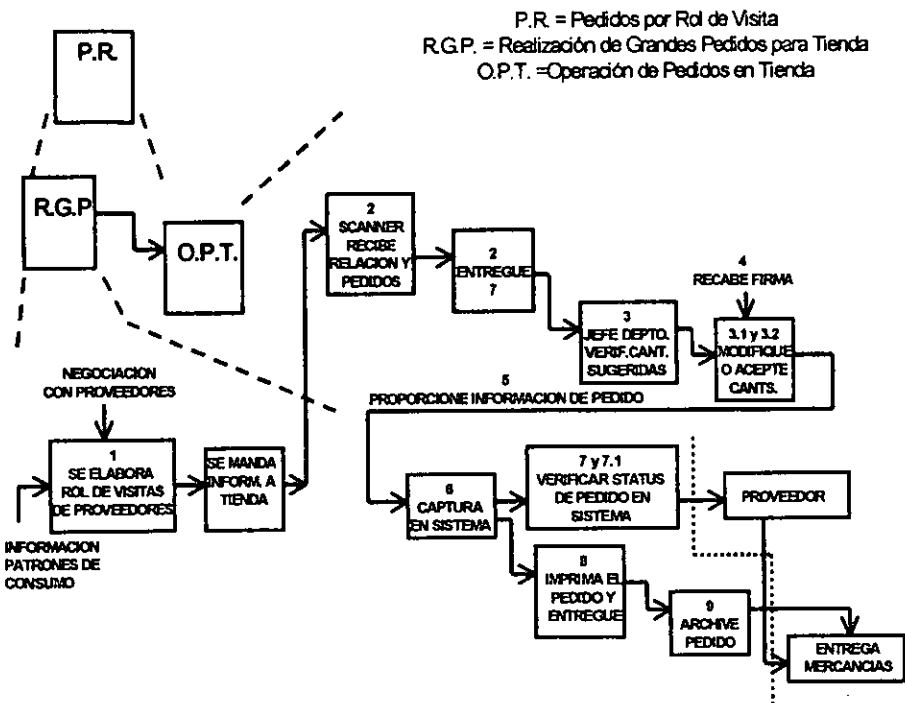 P.R. = Pedidos por Rol de Visita
R.G.P. = Realización de Grandes Pedidos para Tienda
O.P.T. =Operación de Pedidos en Tienda
P.R.
R.G.P
O.P.T.
2
SCANNER
RECIBE
RELACION Y
PEDIDOS
2
ENTREGUE
7
3
JEFE DEPTO.
VERIF.CANT.
SUGERIDAS
4
RECABE FIRMA
3.1 y 3.2
MODIFIQUE
O ACEPTE
CANTS.
NEGOCIACION
CON PROVEEDORES
5
PROPORCIONE INFORMACION DE PEDIDO
1
SE ELABORA
ROL DE VISITAS
DE PROVEEDORES
SE MANDA
INFORM. A
TIENDA
INFORMACION
PATRONES DE
CONSUMO
6
CAPTURA
EN SISTEMA
7 y 7.1
VERIFICAR STATUS
DE PEDIDO EN
SISTEMA
PROVEEDOR
8
IMPRIMA EL
PEDIDO Y
ENTREGUE
9
ARCHIVE
PEDIDO
ENTREGA
MERCANCIAS